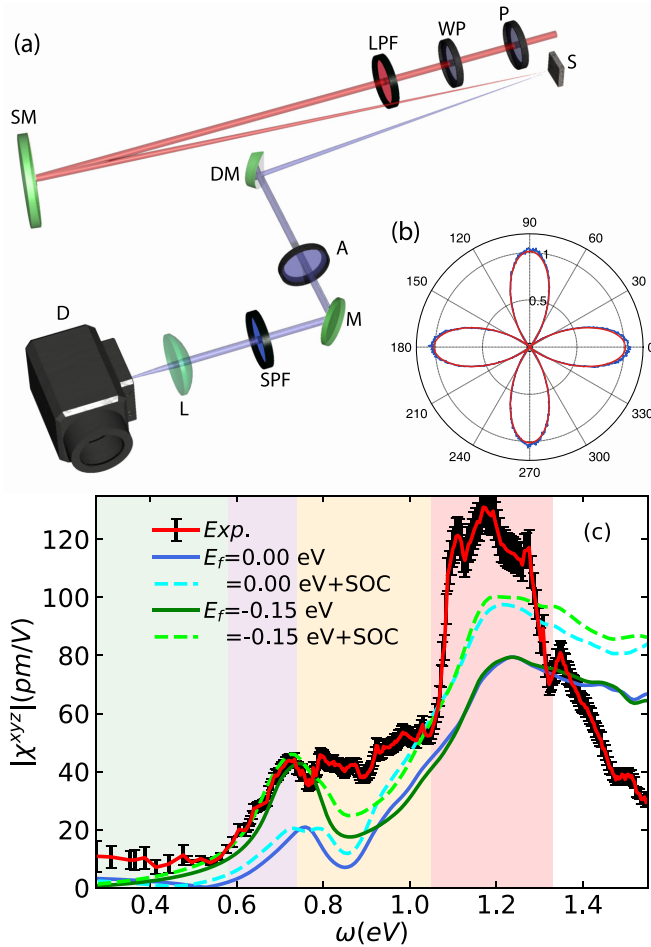 (a)
P
WP
LPF
S
SM
DM
A
D
M
SPF
L
(b)
90
120
60
1
150
30
0.5
180
0
210
330
240
300
270
(c)
Exp.
E_f=0.00 eV
=0.00 eV+SOC
E_f=-0.15 eV
=-0.15 eV+SOC
|χ^{xyz}|(pm/V)
120
100
80
60
40
20
0
0.4 0.6 0.8 1.0 1.2 1.4
ω(eV)